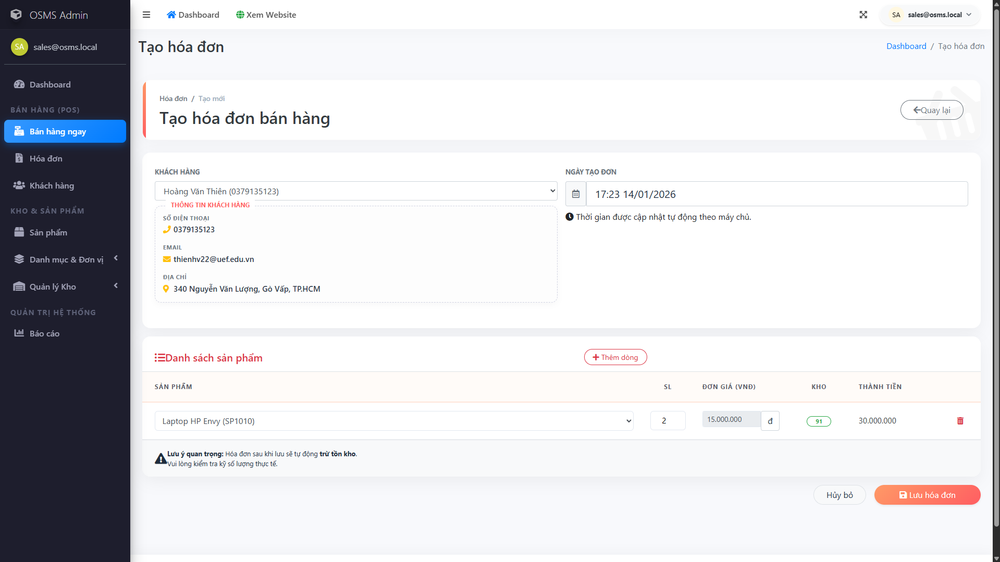 OSMS Admin
Dashboard
Xem Website
SA
sales@osms.local
SA
sales@osms.local
Dashboard
BÁN HÀNG (POS)
Bán hàng ngay
Hóa đơn
Khách hàng
KHO & SẢN PHẨM
Sản phẩm
Danh mục & Đơn vị
Quản lý Kho
QUẢN TRỊ HỆ THỐNG
Báo cáo
Tạo hóa đơn
Dashboard / Tạo hóa đơn
Hóa đơn / Tạo mới
Tạo hóa đơn bán hàng
Quay lại
KHÁCH HÀNG
Hoàng Văn Thiên (0379135123)
THÔNG TIN KHÁCH HÀNG
SỐ ĐIỆN THOẠI
0379135123
EMAIL
thienhv22@uef.edu.vn
ĐỊA CHỈ
340 Nguyễn Văn Lượng, Gò Vấp, TP.HCM
NGÀY TẠO ĐƠN
17:23 14/01/2026
Thời gian được cập nhật tự động theo máy chủ.
Danh sách sản phẩm
Thêm dòng
SẢN PHẨM SL ĐƠN GIÁ (VNĐ) KHO THÀNH TIỀN
Laptop HP Envy (SP1010) 2 15.000.000 đ 91 30.000.000
Lưu ý quan trọng: Hóa đơn sau khi lưu sẽ tự động trừ tồn kho.
Vui lòng kiểm tra kỹ số lượng thực tế.
Hủy bỏ
Lưu hóa đơn